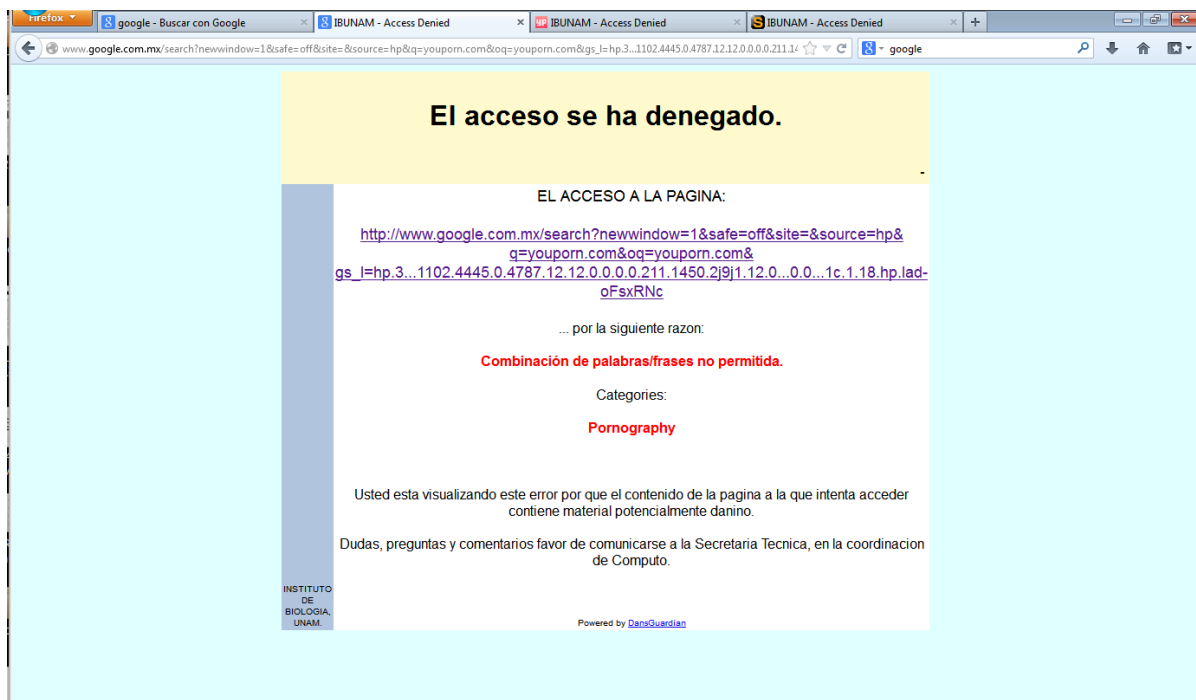 Firefox
google - Buscar con Google
IBUNAM - Access Denied
IBUNAM - Access Denied
IBUNAM - Access Denied
www.google.com.mx/search?newwindow=1&safe=off&site=&source=hp&q=youporn.com&oq=youporn.com&gs_l=hp.3...1102.4445.0.4787.12.12.0.0.0.0.211.14
google
El acceso se ha denegado.
-
EL ACCESO A LA PAGINA:
http://www.google.com.mx/search?newwindow=1&safe=off&site=&source=hp&
q=youporn.com&oq=youporn.com&
gs_l=hp.3...1102.4445.0.4787.12.12.0.0.0.0.211.1450.2j9j1.12.0...0.0...1c.1.18.hp.lad-
oFsxRNc
... por la siguiente razon:
Combinación de palabras/frases no permitida.
Categories:
Pornography
Usted esta visualizando este error por que el contenido de la pagina a la que intenta acceder
contiene material potencialmente danino.
Dudas, preguntas y comentarios favor de comunicarse a la Secretaria Tecnica, en la coordinacion
de Computo.
INSTITUTO
DE
BIOLOGIA,
UNAM.
Powered by DansGuardian